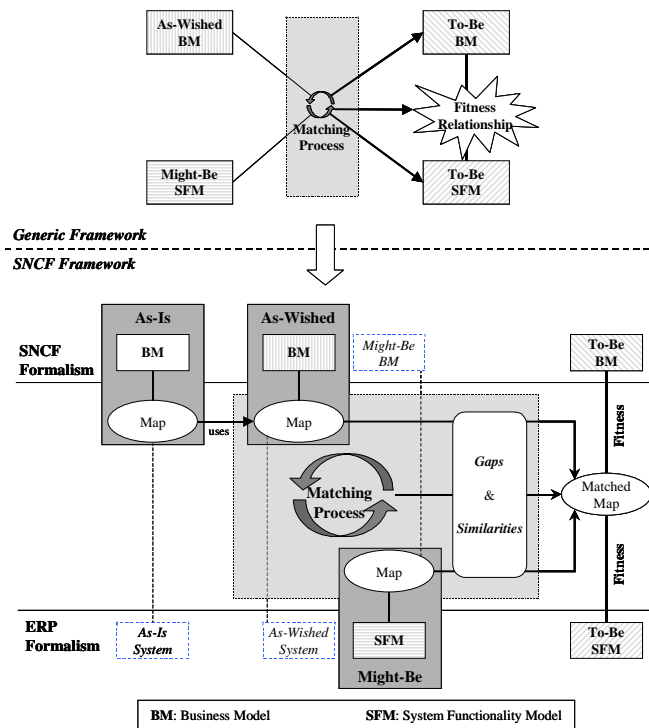 As-Wished
BM
To-Be
BM
Matching
Process
Fitness
Relationship
Might-Be
SFM
To-Be
SFM
Generic Framework
SNCF Framework
As-Is
As-Wished
SNCF
Formalism
BM
BM
Might-Be
BM
To-Be
BM
Map
uses
Map
Fitness
Gaps
&
Similarities
Matching
Process
Matched
Map
Map
Fitness
ERP
Formalism
As-Is
System
As-Wished
System
SFM
To-Be
SFM
Might-Be
BM: Business Model SFM: System Functionality Model